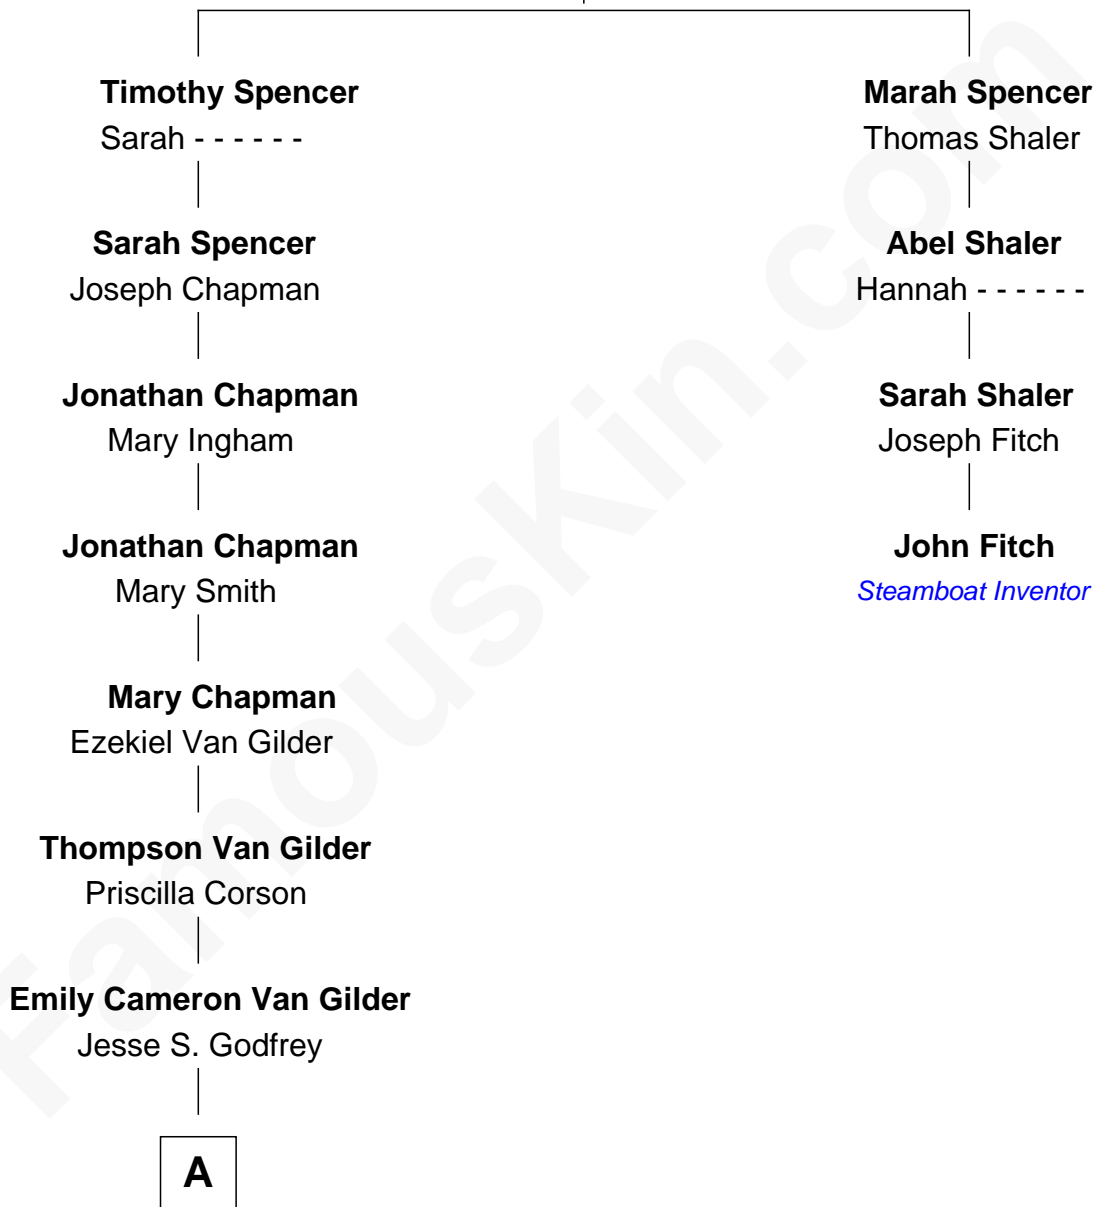 Timothy Spencer
Sarah - - - - - -
Sarah Spencer
Joseph Chapman
Jonathan Chapman
Mary Ingham
Jonathan Chapman
Mary Smith
Mary Chapman
Ezekiel Van Gilder
Thompson Van Gilder
Priscilla Corson
Emily Cameron Van Gilder
Jesse S. Godfrey
A
Marah Spencer
Thomas Shaler
Abel Shaler
Hannah - - - - - -
Sarah Shaler
Joseph Fitch
John Fitch
Steamboat Inventor
FamousKin.com